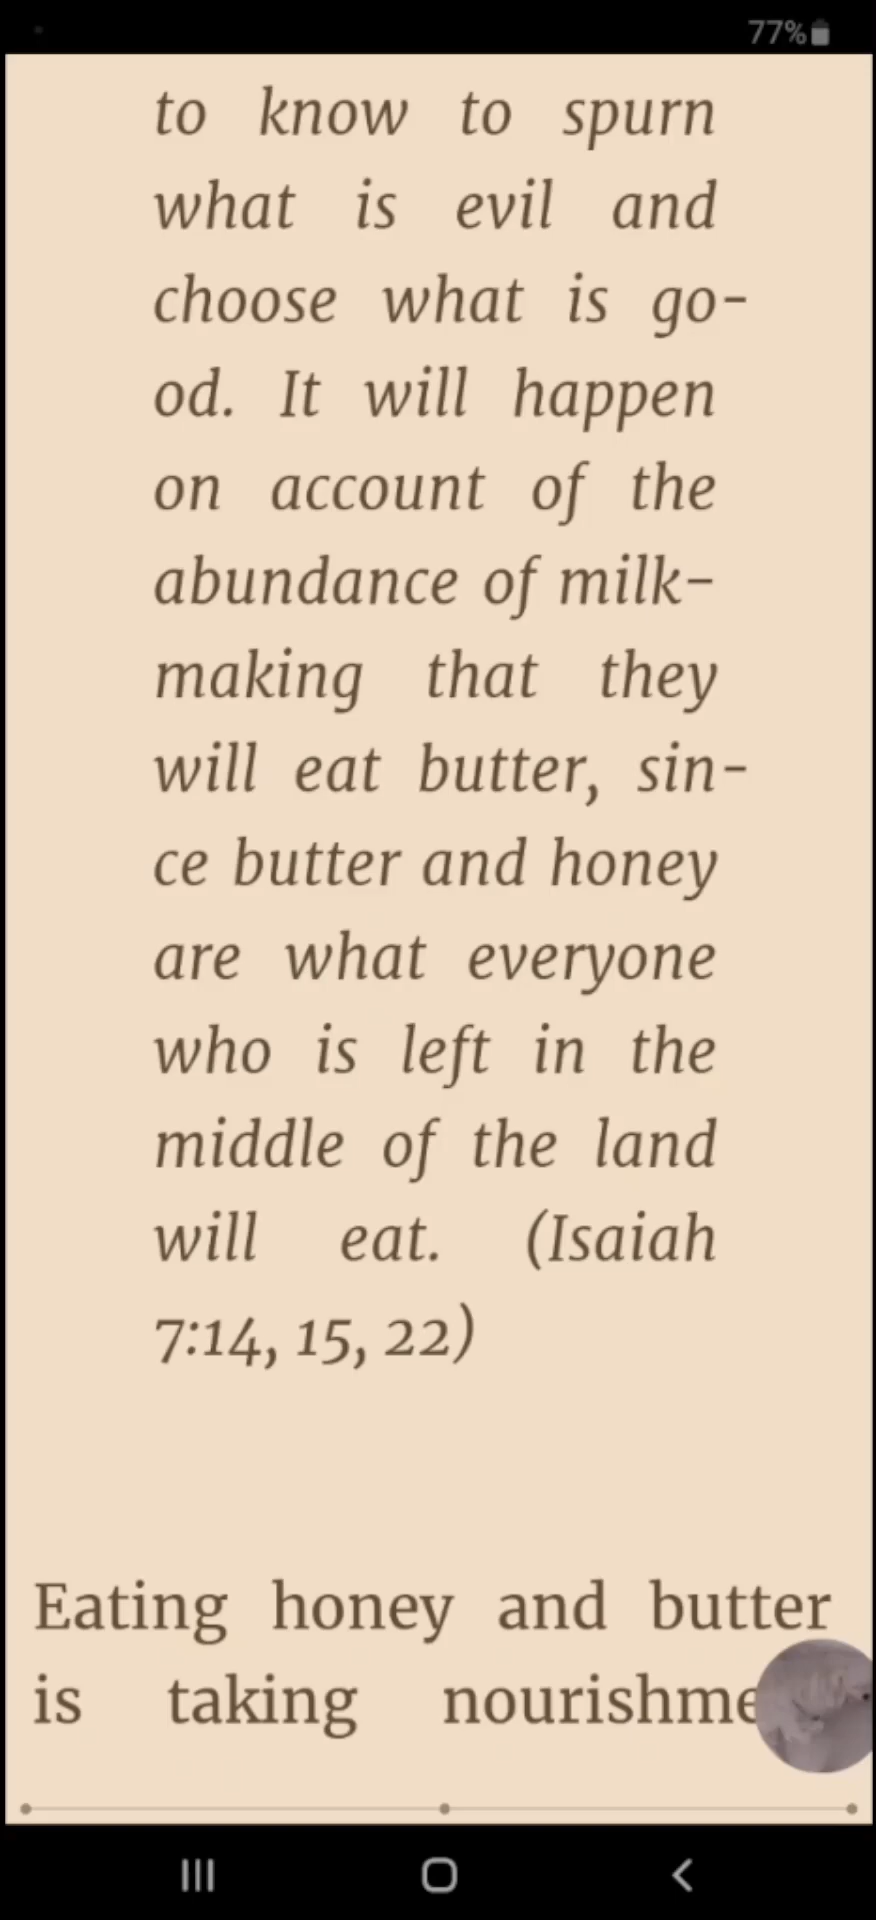 77%
to know to spurn
what is evil and
choose what is go-
od. It will happen
on account of the
abundance of milk-
making that they
will eat butter, sin-
ce butter and honey
are what everyone
who is left in the
middle of the land
will eat. (Isaiah
7:14, 15, 22)
Eating honey and butter
is taking